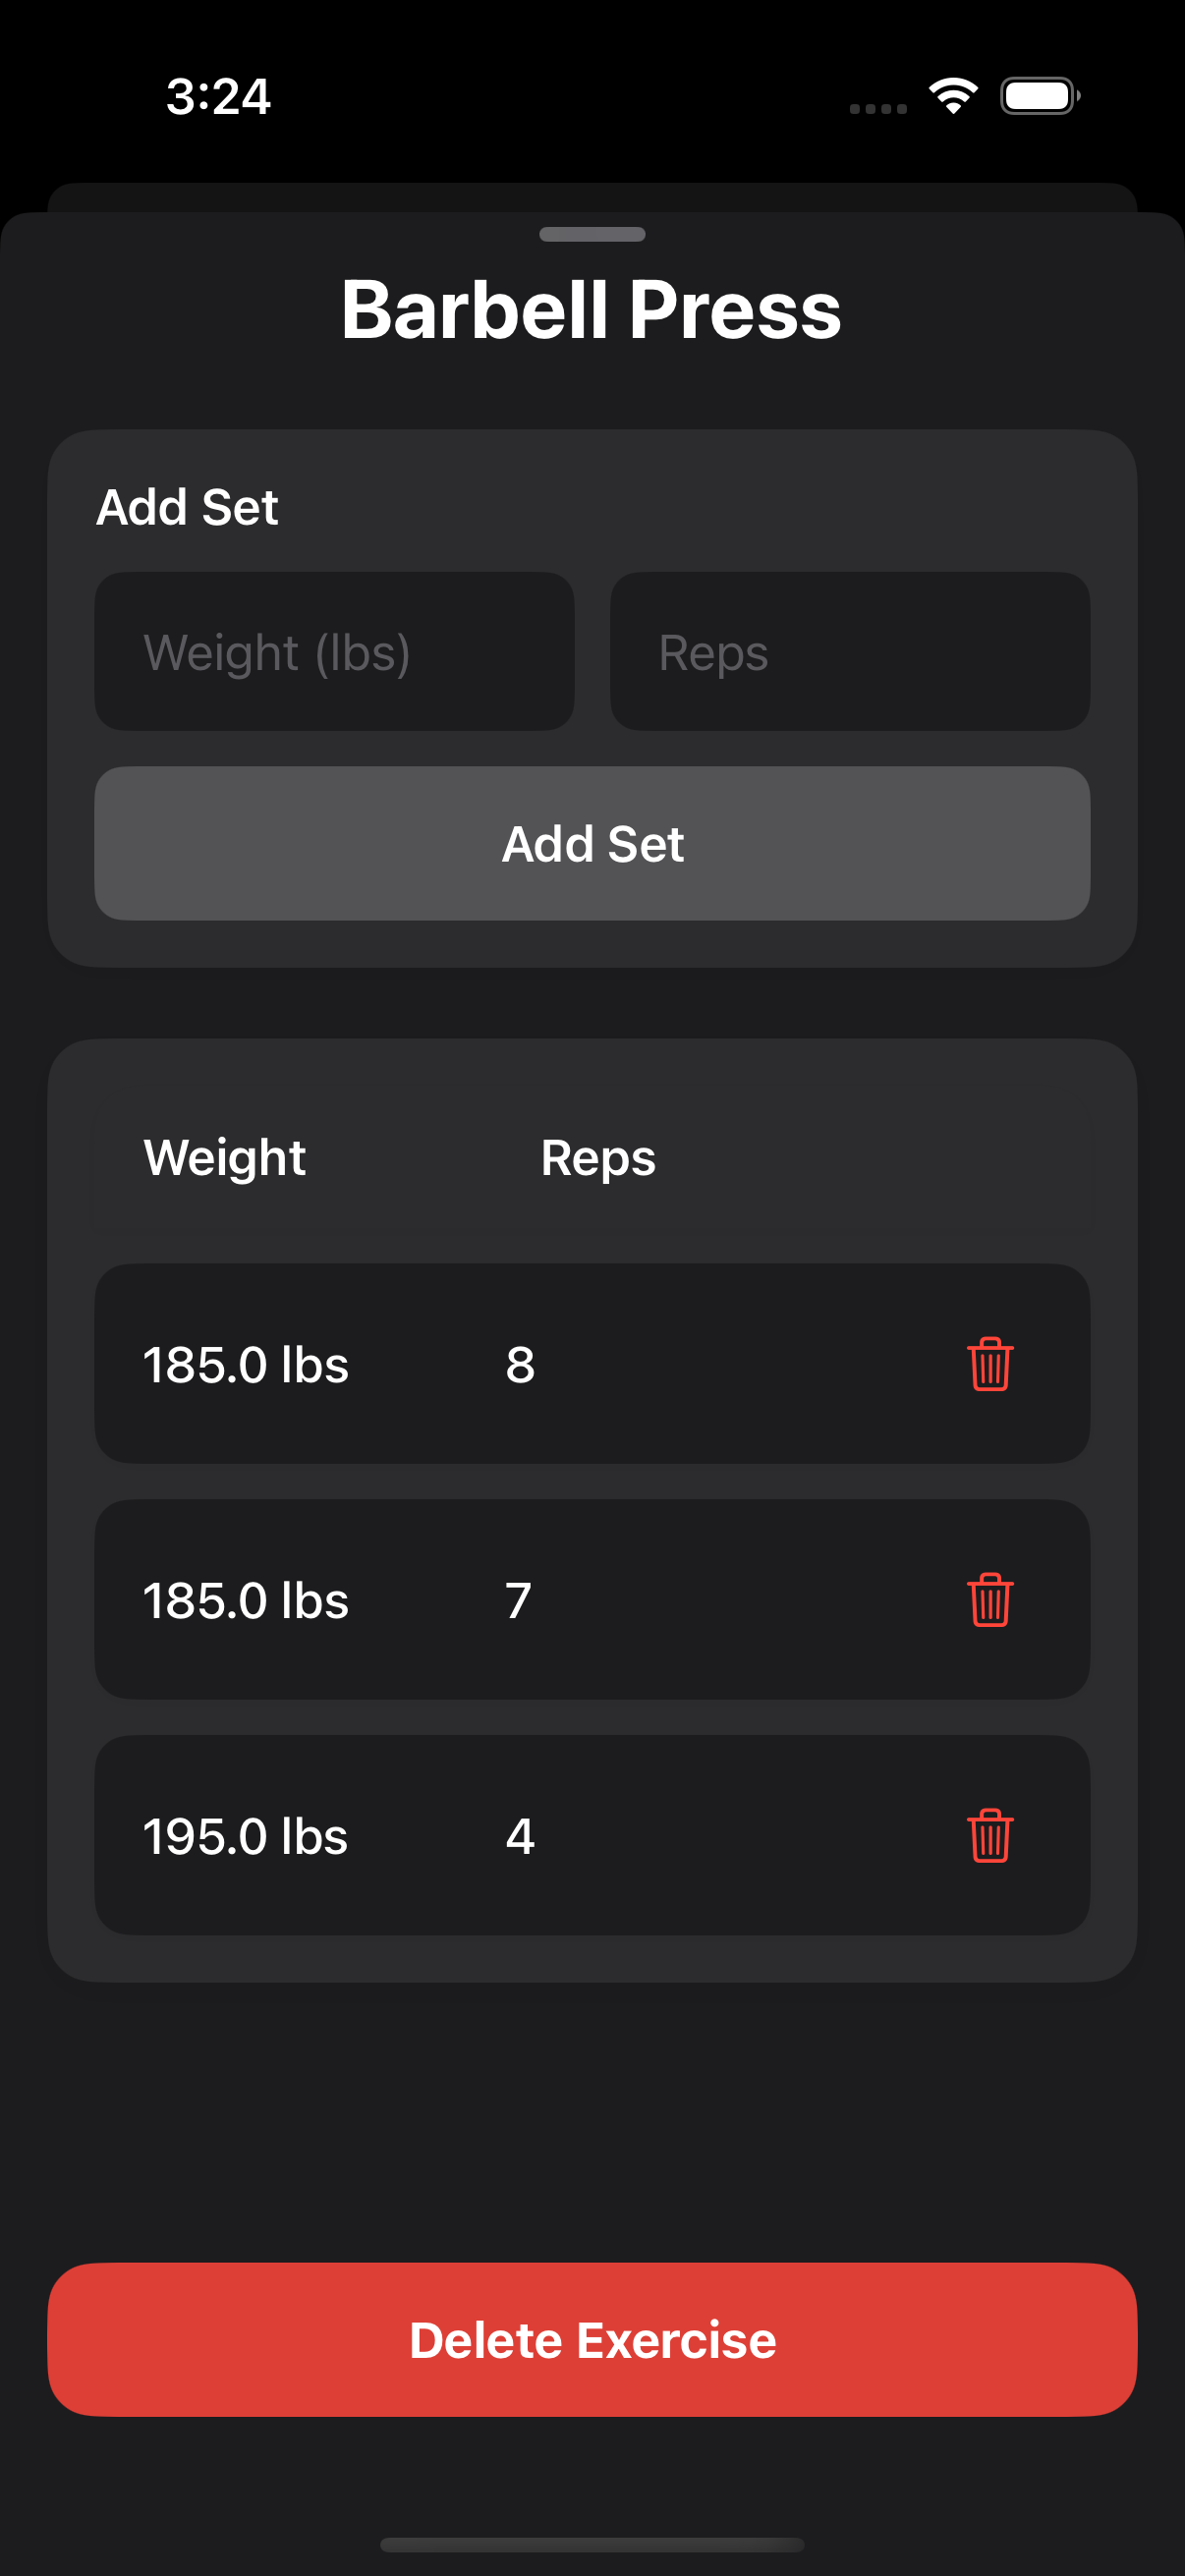 3:24
Barbell Press
Add Set
Weight (lbs) Reps
Add Set
Weight Reps
185.0 lbs 8
185.0 lbs 7
195.0 lbs 4
Delete Exercise